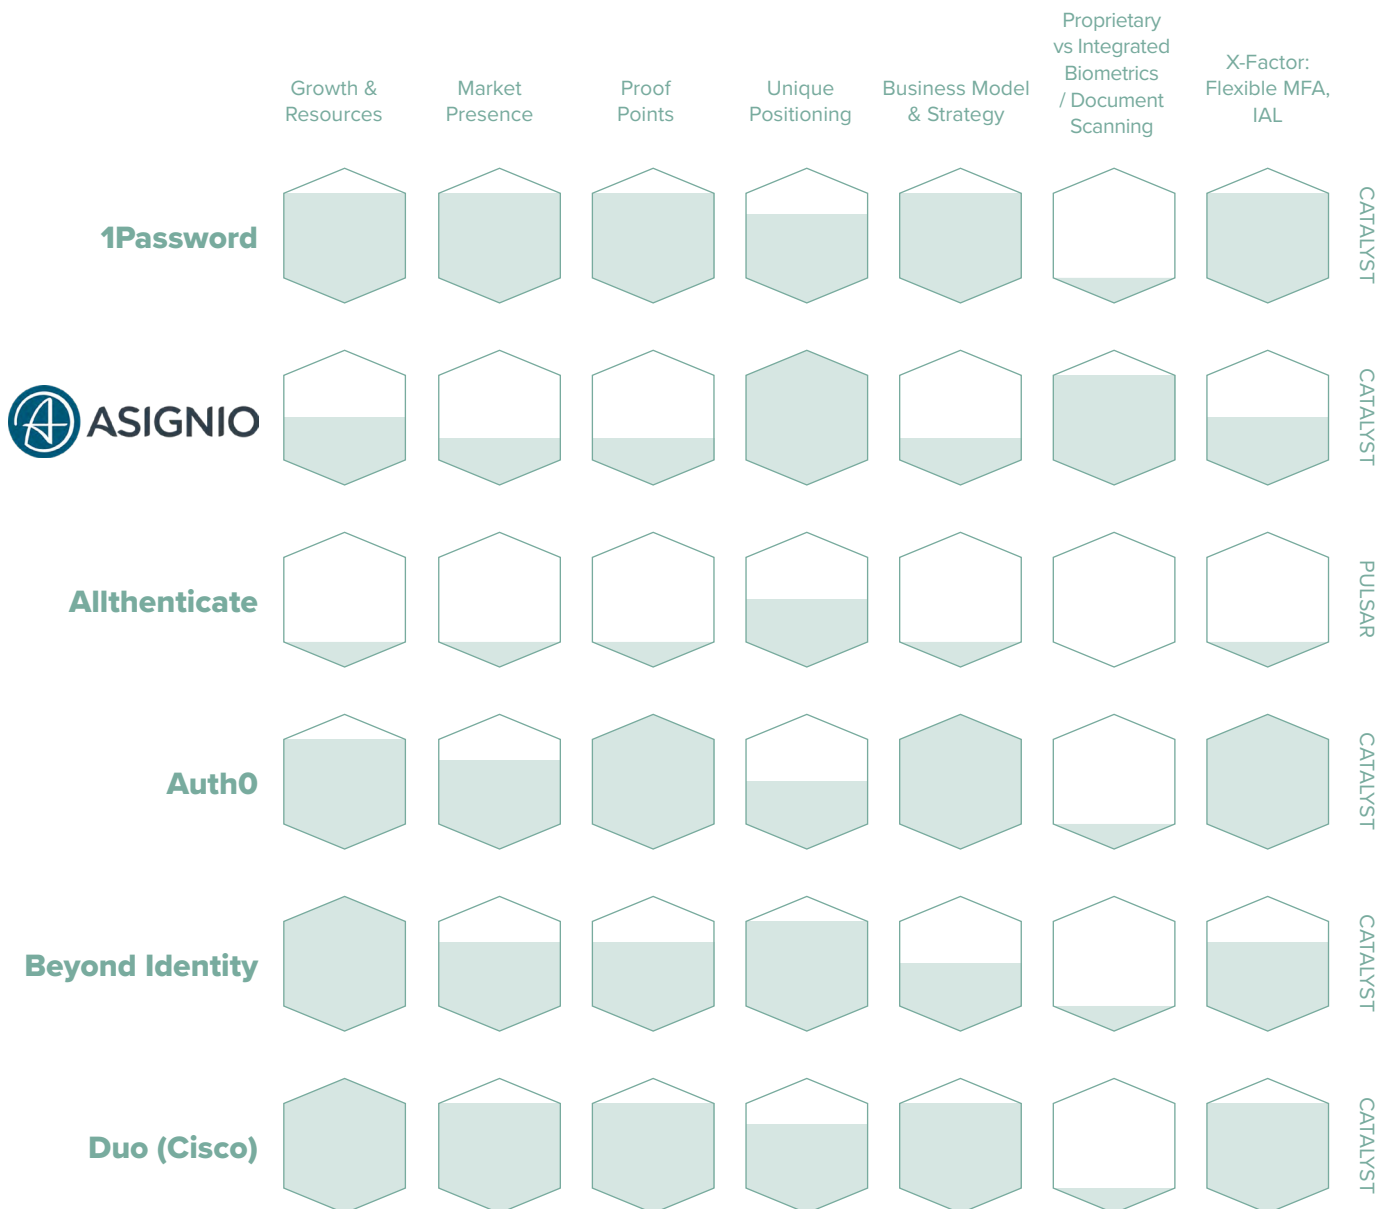 Growth &
Resources
Market
Presence
Proof
Points
Unique
Positioning
Business Model
& Strategy
Proprietary
vs Integrated
Biometrics
/ Document
Scanning
X-Factor:
Flexible MFA,
IAL
1Password
CATALYST
ASIGNIO
CATALYST
Allthenticate
PULSAR
Auth0
CATALYST
Beyond Identity
CATALYST
Duo (Cisco)
CATALYST